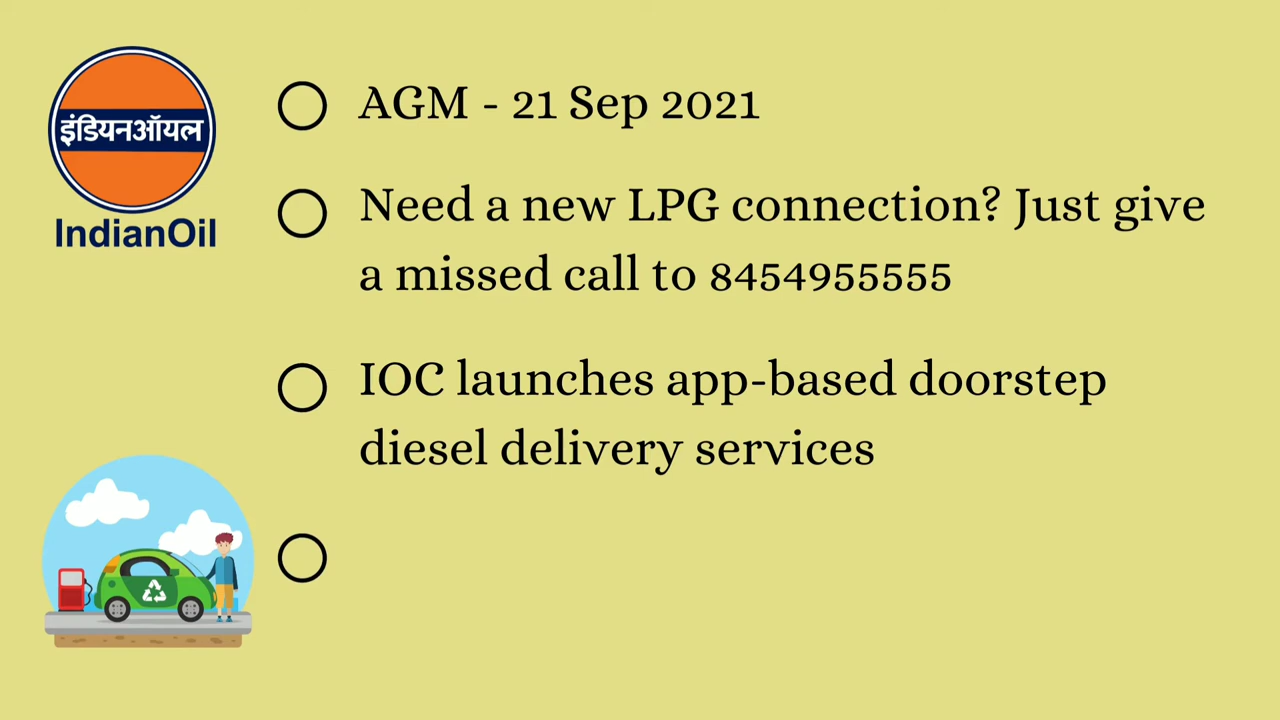 इंडियनऑयल
IndianOil
AGM - 21 Sep 2021
Need a new LPG connection? Just give
a missed call to 8454955555
IOC launches app-based doorstep
diesel delivery services